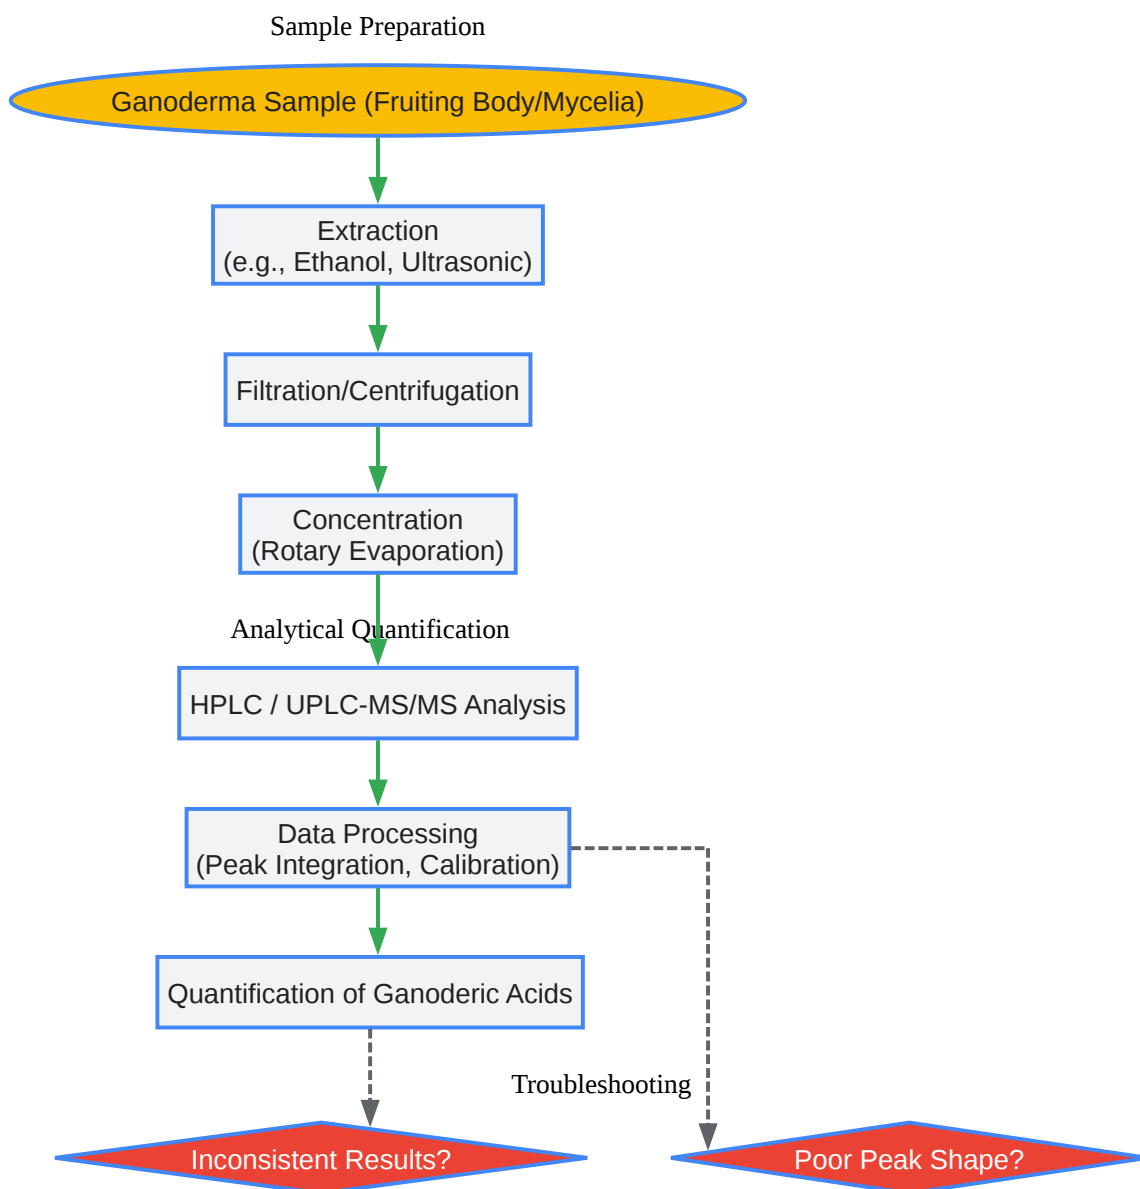 Sample Preparation
Ganoderma Sample (Fruiting Body/Mycelia)
Extraction
(e.g., Ethanol, Ultrasonic)
Filtration/Centrifugation
Concentration
(Rotary Evaporation)
Analytical Quantification
HPLC / UPLC-MS/MS Analysis
Data Processing
(Peak Integration, Calibration)
Quantification of Ganoderic Acids
Troubleshooting
Inconsistent Results?
Poor Peak Shape?